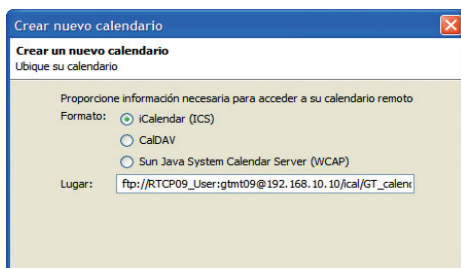 Crear nuevo calendario
Crear un nuevo calendario
Ubique su calendario
Proporcione información necesaria para acceder a su calendario remoto
Formato: iCalendar (ICS)
CalDAV
Sun Java System Calendar Server (WCAP)
Lugar: ftp://RTCP09_User:gtmt09@192.168.10.10/ical/GT_calend